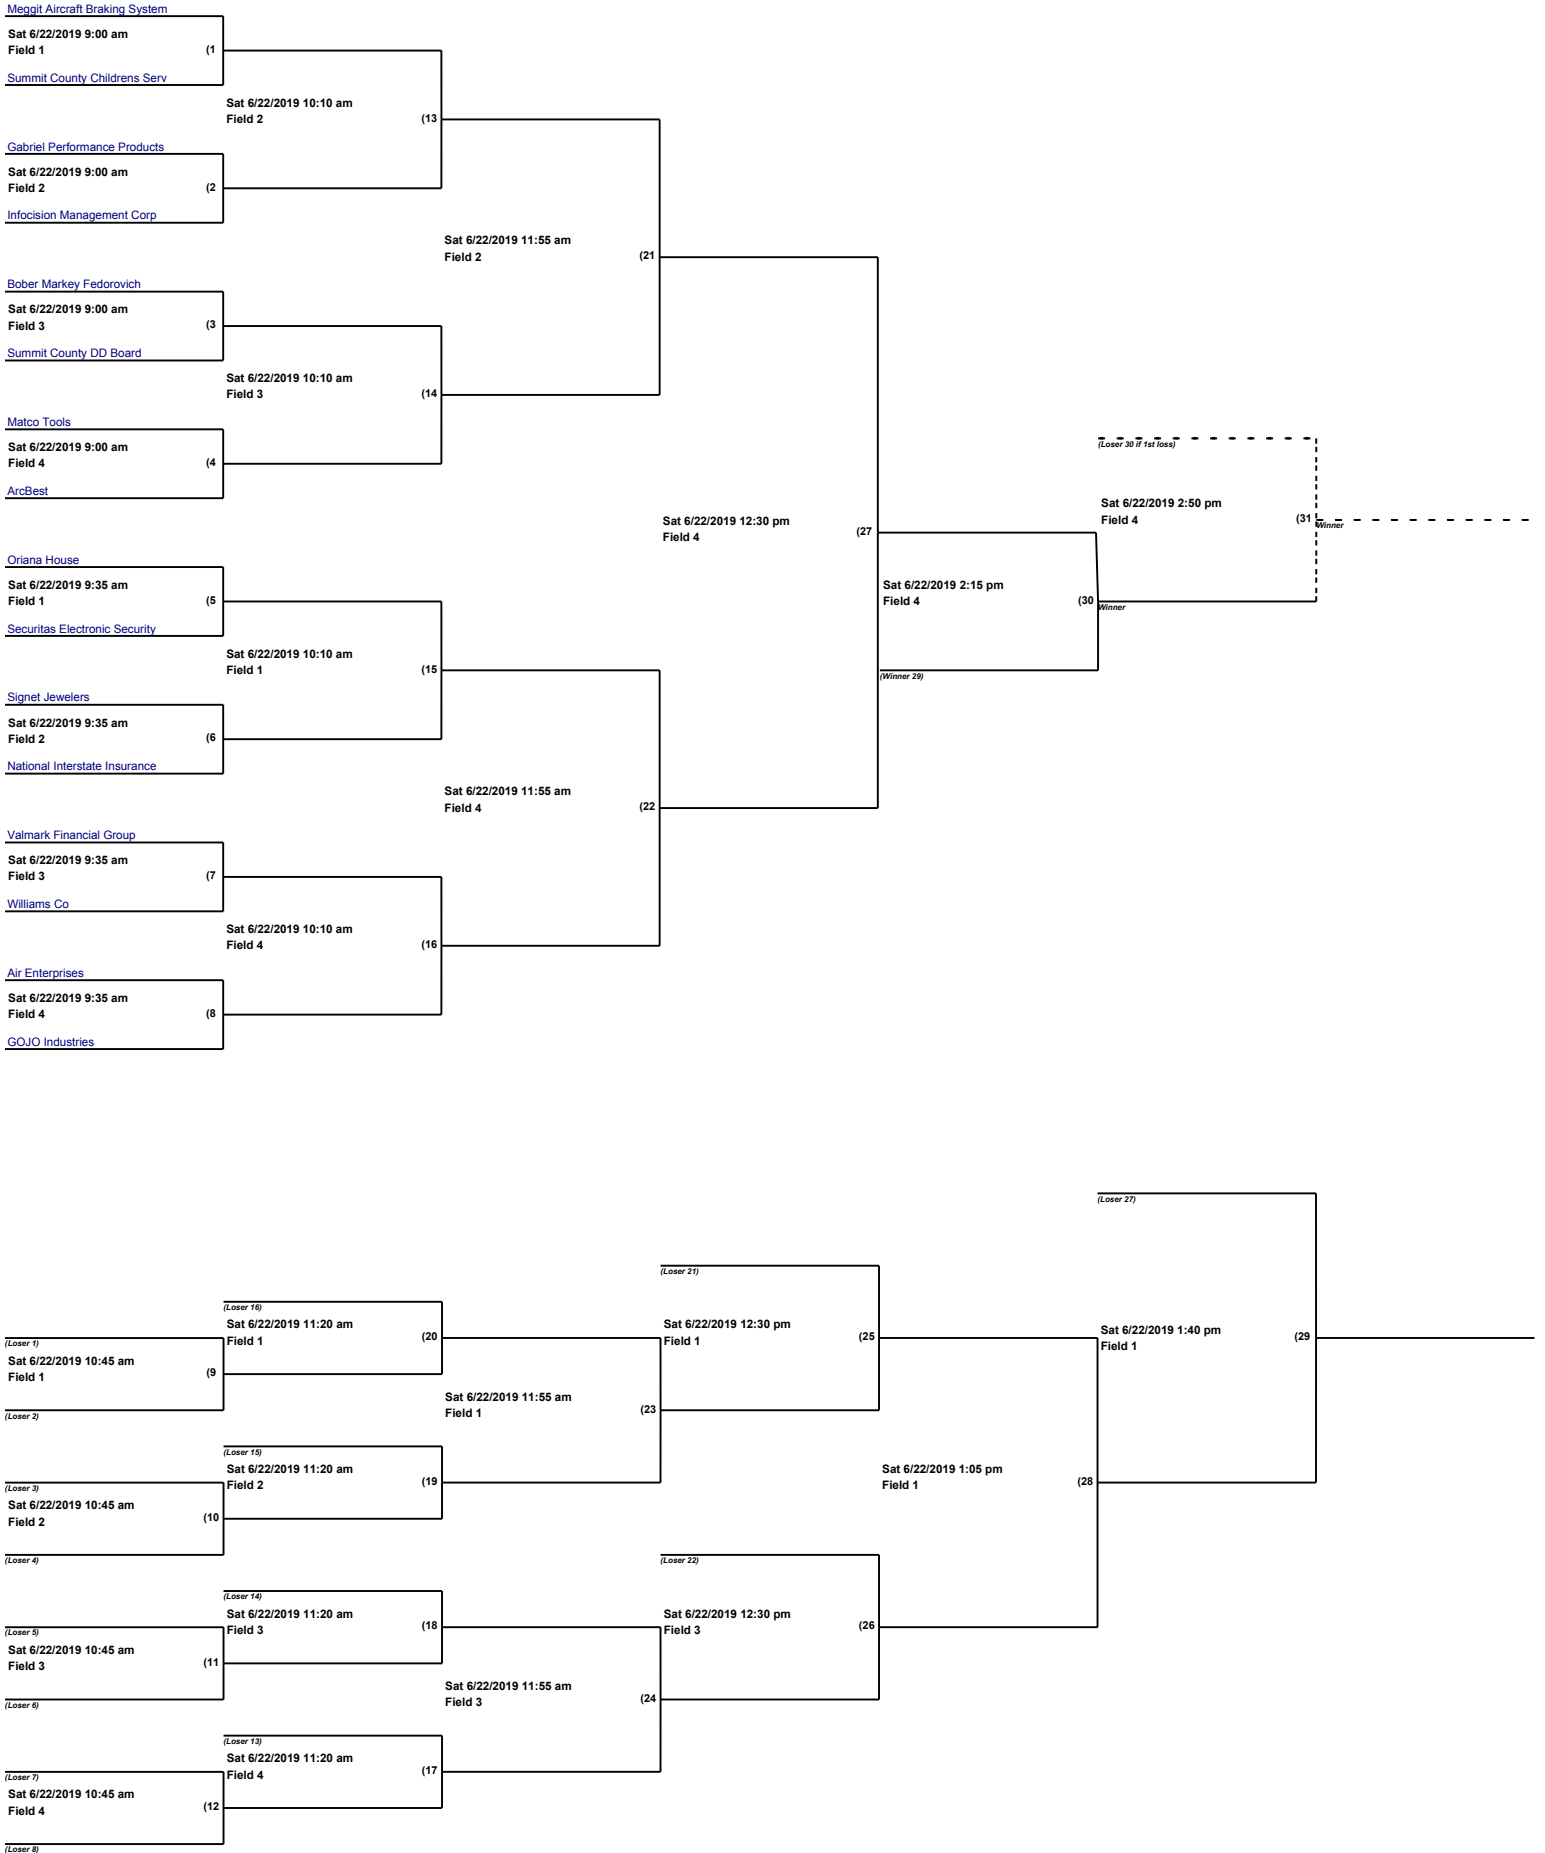 Meggit Aircraft Braking System
Sat 6/22/2019 9:00 am
Field 1 (1
Summit County Childrens Serv
Sat 6/22/2019 10:10 am
Field 2 (13
Gabriel Performance Products
Sat 6/22/2019 9:00 am
Field 2 (2
Infocision Management Corp
Sat 6/22/2019 11:55 am
Field 2 (21
Bober Markey Fedorovich
Sat 6/22/2019 9:00 am
Field 3 (3
Summit County DD Board
Sat 6/22/2019 10:10 am
Field 3 (14
Matco Tools
Sat 6/22/2019 9:00 am
Field 4 (4
ArcBest
(Loser 30 if 1st loss)
Sat 6/22/2019 2:50 pm
Field 4 (31
Winner
Sat 6/22/2019 12:30 pm
Field 4 (27
Oriana House
Sat 6/22/2019 9:35 am
Field 1 (5
Securitas Electronic Security
Sat 6/22/2019 2:15 pm
Field 4 (30
Winner
Sat 6/22/2019 10:10 am
Field 1 (15
(Winner 29)
Signet Jewelers
Sat 6/22/2019 9:35 am
Field 2 (6
National Interstate Insurance
Sat 6/22/2019 11:55 am
Field 4 (22
Valmark Financial Group
Sat 6/22/2019 9:35 am
Field 3 (7
Williams Co
Sat 6/22/2019 10:10 am
Field 4 (16
Air Enterprises
Sat 6/22/2019 9:35 am
Field 4 (8
GOJO Industries
(Loser 27)
(Loser 21)
(Loser 16)
Sat 6/22/2019 11:20 am
Field 1 (20
Sat 6/22/2019 12:30 pm
Field 1 (25
Sat 6/22/2019 1:40 pm
Field 1 (29
(Loser 1)
Sat 6/22/2019 10:45 am
Field 1 (9
(Loser 2)
Sat 6/22/2019 11:55 am
Field 1 (23
(Loser 15)
Sat 6/22/2019 11:20 am
Field 2 (19
Sat 6/22/2019 1:05 pm
Field 1 (28
(Loser 3)
Sat 6/22/2019 10:45 am
Field 2 (10
(Loser 4)
(Loser 22)
(Loser 14)
Sat 6/22/2019 11:20 am
Field 3 (18
Sat 6/22/2019 12:30 pm
Field 3 (26
(Loser 5)
Sat 6/22/2019 10:45 am
Field 3 (11
(Loser 6)
Sat 6/22/2019 11:55 am
Field 3 (24
(Loser 13)
Sat 6/22/2019 11:20 am
Field 4 (17
(Loser 7)
Sat 6/22/2019 10:45 am
Field 4 (12
(Loser 8)